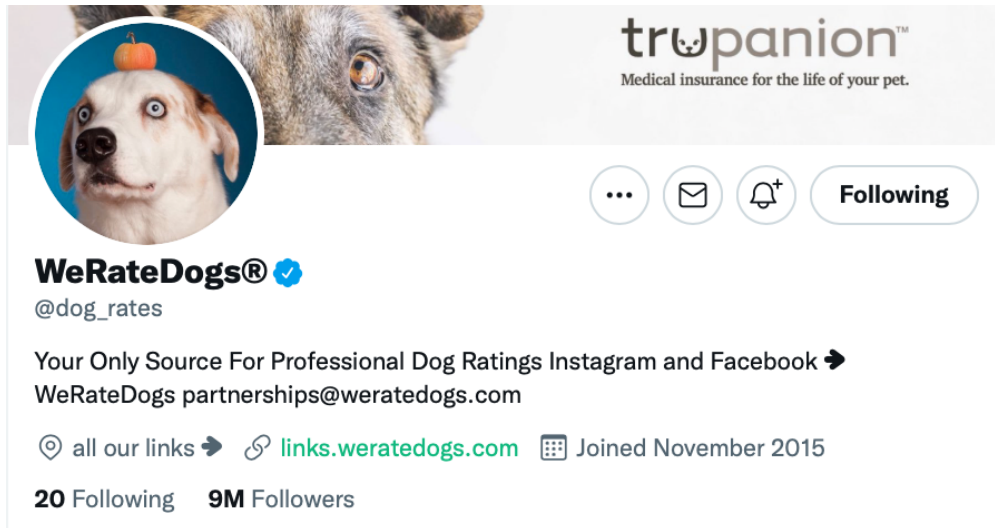 trupanion™
Medical insurance for the life of your pet.
Following
WeRateDogs®
@dog_rates
Your Only Source For Professional Dog Ratings Instagram and Facebook ➔
WeRateDogs partnerships@weratedogs.com
all our links ➔ links.weratedogs.com Joined November 2015
20 Following 9M Followers